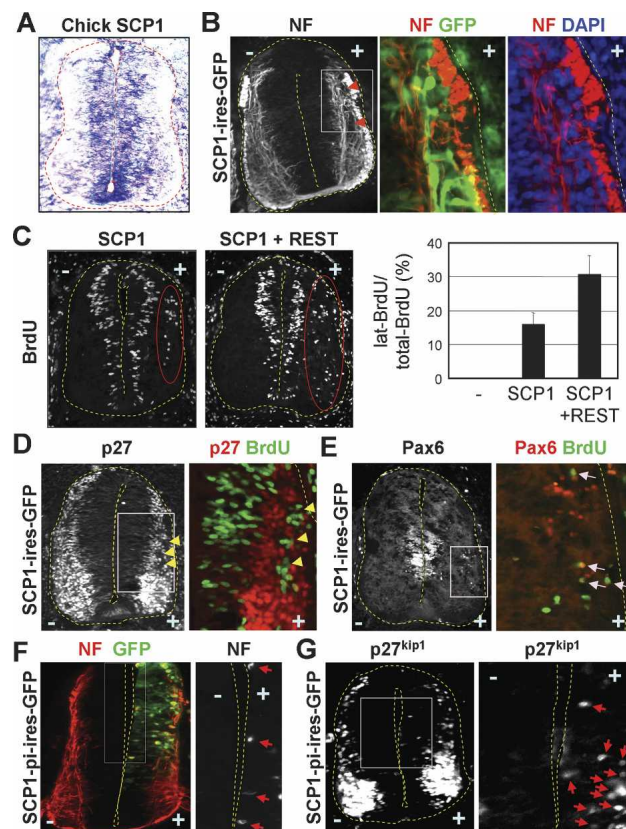 A
Chick SCP1
B
NF
NF GFP
NF DAPI
SCP1-ires-GFP
- + + +
C
SCP1
SCP1 + REST
BrdU
- + - +
lat-BrdU/
total-BrdU (%)
40
30
20
10
0
- SCP1 SCP1
+REST
D
p27
p27 BrdU
SCP1-ires-GFP
- + +
E
Pax6
Pax6 BrdU
SCP1-ires-GFP
- + +
F
NF GFP
NF
SCP1-pi-ires-GFP
- + - +
G
p27kip1
p27kip1
SCP1-pi-ires-GFP
- + - +